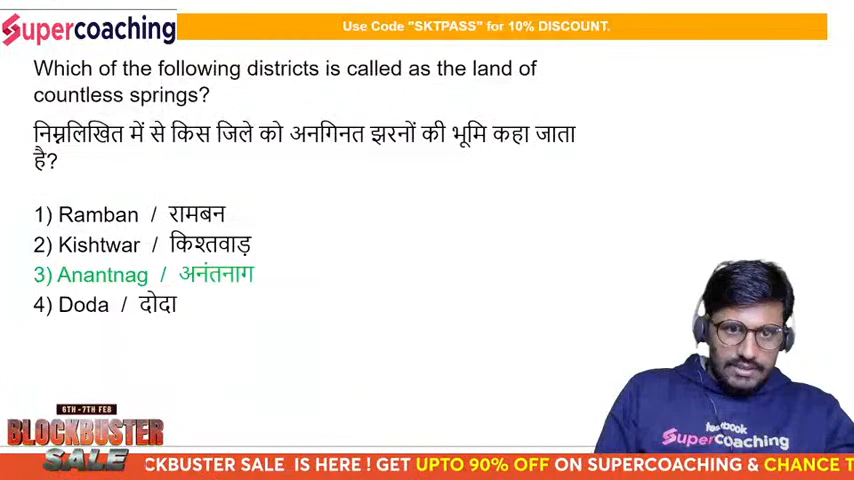 Supercoaching
Use Code "SKTPASS" for 10% DISCOUNT.
Which of the following districts is called as the land of
countless springs?
निम्नलिखित में से किस जिले को अनगिनत झरनों की भूमि कहा जाता
है?
1) Ramban / रामबन
2) Kishtwar / किश्तवाड़
3) Anantnag / अनंतनाग
4) Doda / दोदा
testbook
Supercoaching
6TH -7TH FEB
BLOCKBUSTER
SALE
CKBUSTER SALE IS HERE ! GET UPTO 90% OFF ON SUPERCOACHING & CHANCE T